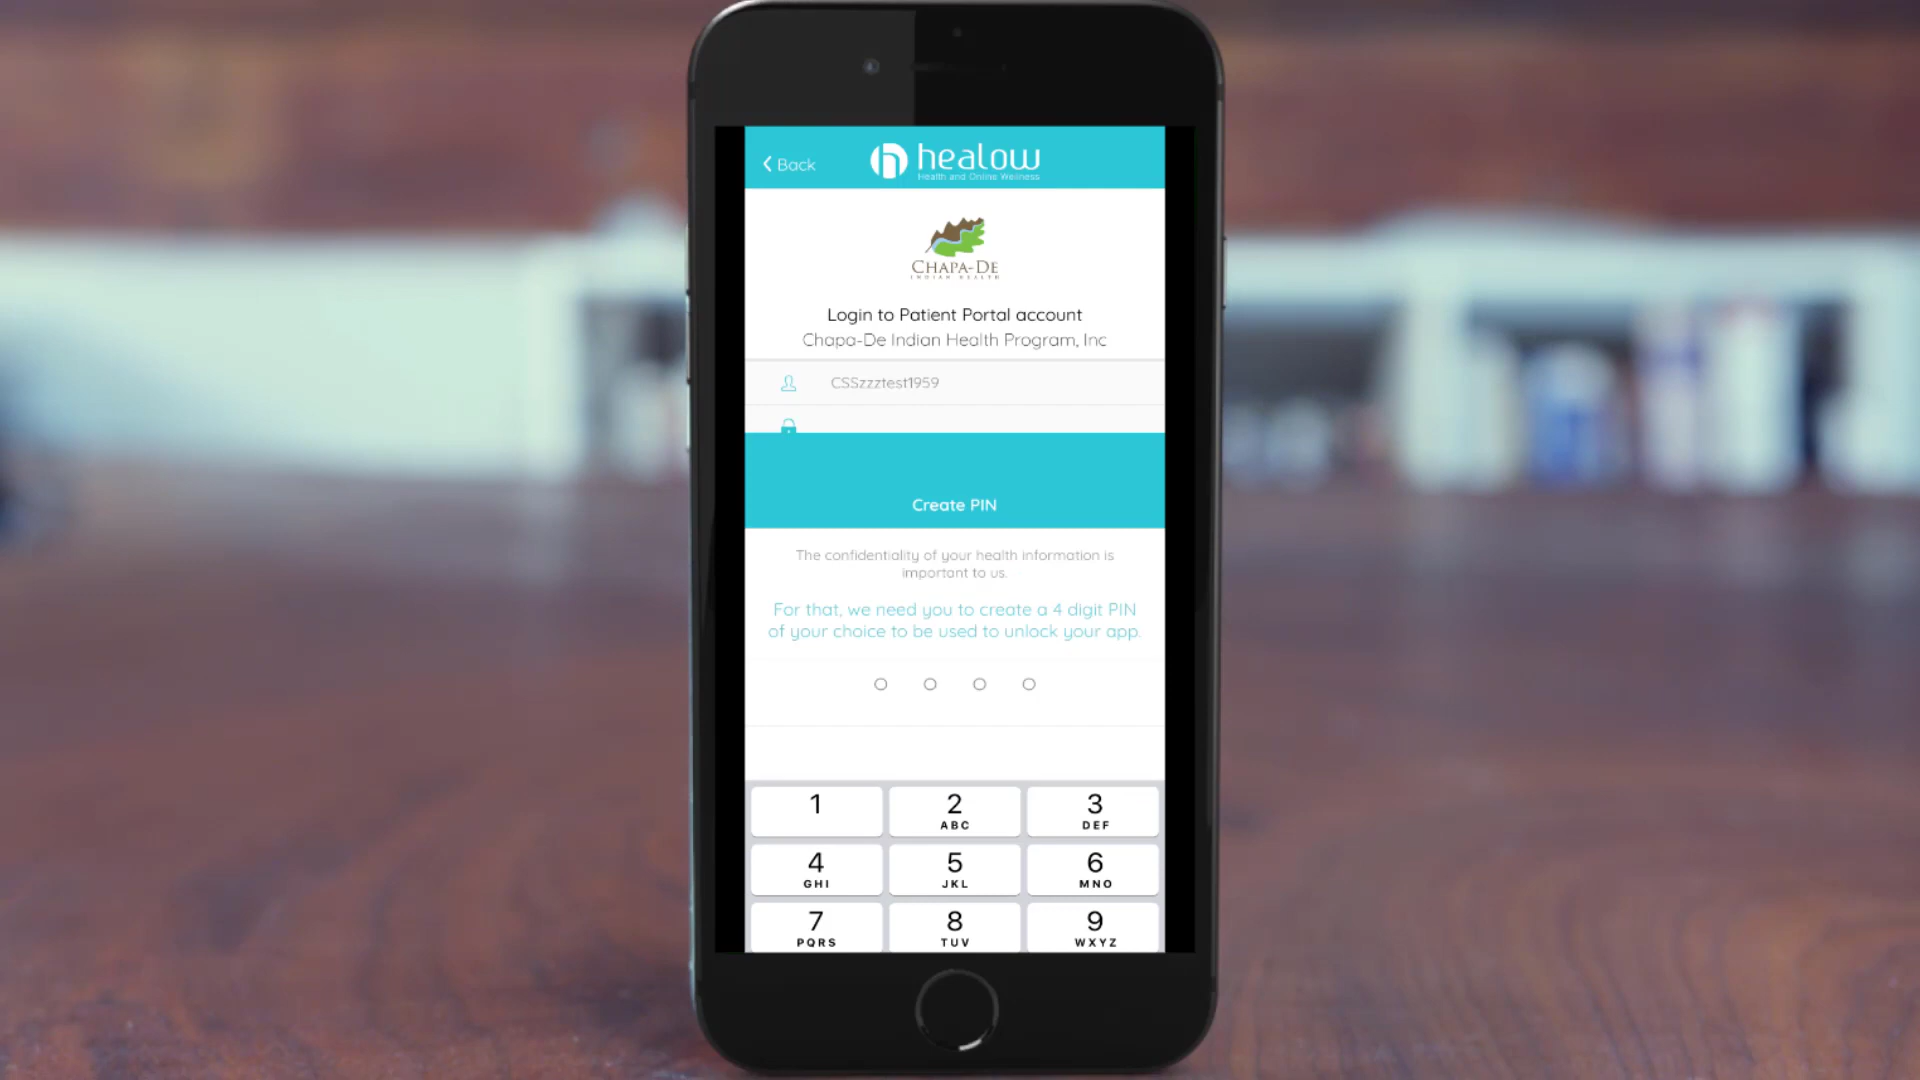 Back
healow
Health and Online Wellness
CHAPA-DE
INDIAN HEALTH
Login to Patient Portal account
Chapa-De Indian Health Program, Inc
CSSzzztest1959
Create PIN
The confidentiality of your health information is
important to us.
For that, we need you to create a 4 digit PIN
of your choice to be used to unlock your app.
1 2 3
ABC DEF
4 5 6
GHI JKL MNO
7 8 9
PQRS TUV WXYZ